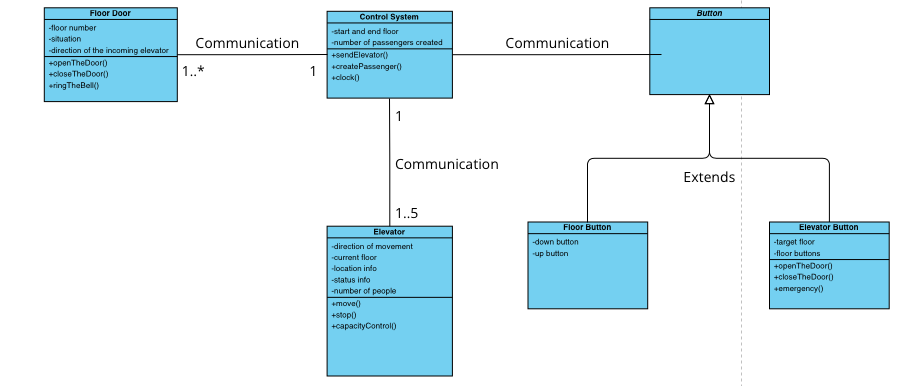 Floor Door
-floor number
-situation
-direction of the incoming elevator
+openTheDoor()
+closeTheDoor()
+ringTheBell()
Communication
1..*
1
Control System
-start and end floor
-number of passengers created
+sendElevator()
+createPassenger()
+clock()
Communication
Button
1
Communication
1..5
Extends
Elevator
-direction of movement
-current floor
-location info
-status info
-number of people
+move()
+stop()
+capacityControl()
Floor Button
-down button
-up button
Elevator Button
-target floor
-floor buttons
+openTheDoor()
+closeTheDoor()
+emergency()